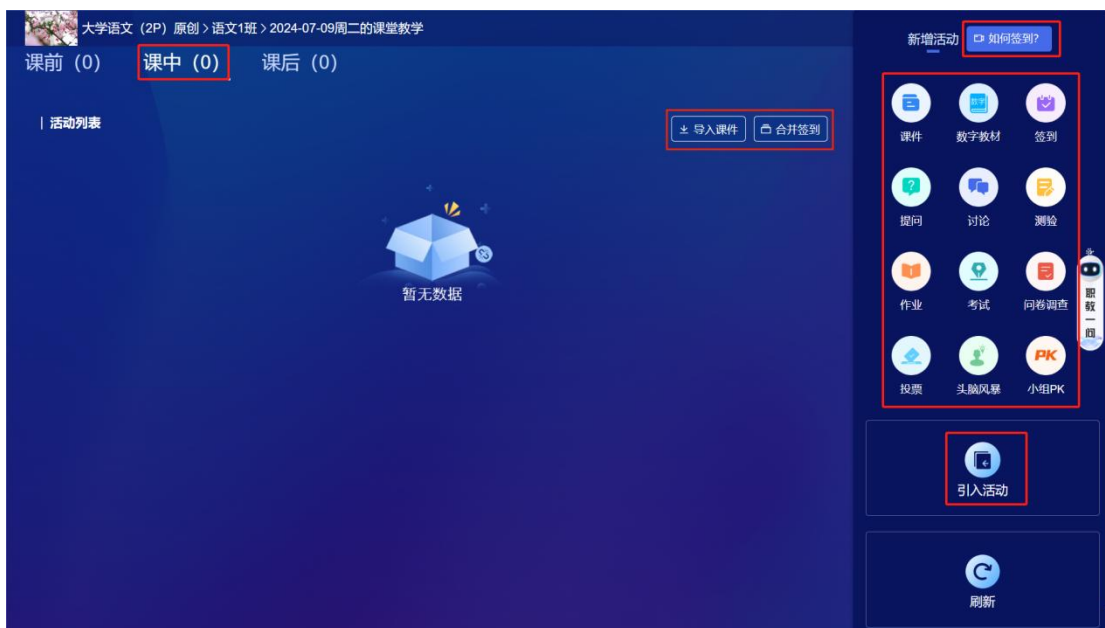 大学语文（2P）原创 > 语文1班 > 2024-07-09周二的课堂教学
课前（0） 课中（0） 课后（0）
活动列表
导入课件 合并签到
暂无数据
新增活动 如何签到?
数字
课件 数字教材 签到
?
提问 讨论 测验
作业 考试 问卷调查
PK
投票 头脑风暴 小组PK
职教一问
引入活动
刷新